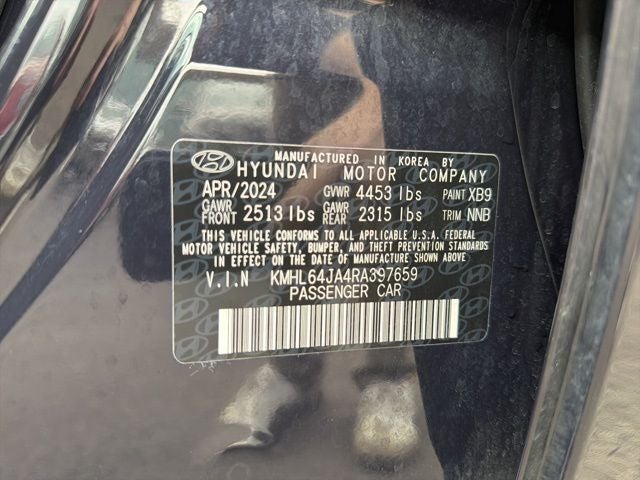 MANUFACTURED IN KOREA BY
HYUNDAI MOTOR COMPANY
APR/2024 GVWR 4453 lbs PAINT XB9
GAWR FRONT 2513 lbs GAWR REAR 2315 lbs TRIM NNB
THIS VEHICLE CONFORMS TO ALL APPLICABLE U.S.A. FEDERAL
MOTOR VEHICLE SAFETY, BUMPER, AND THEFT PREVENTION STANDARDS
IN EFFECT ON THE DATE OF MANUFACTURE SHOWN ABOVE
V.I.N KMHL64JA4RA397659
PASSENGER CAR